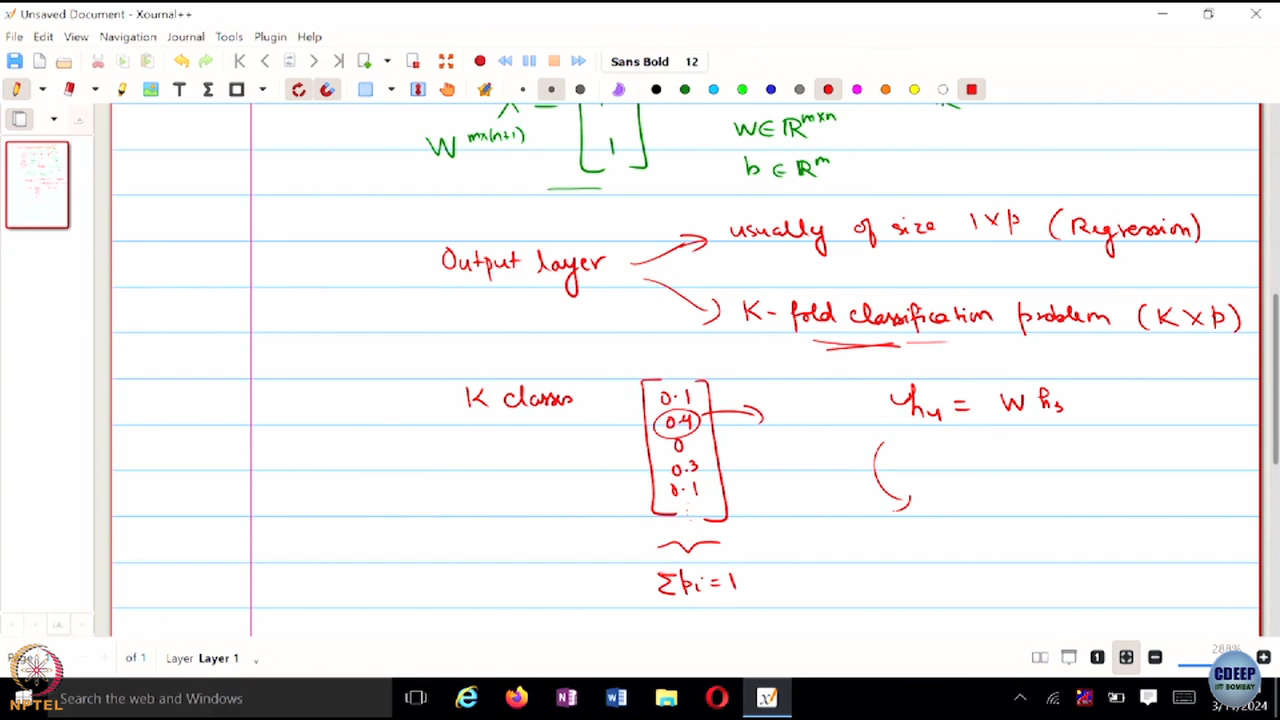 Unsaved Document - Xournal++
File Edit View Navigation Journal Tools Plugin Help
Sans Bold 12
W mx(n+1)
1
W ∈ ℝ m×n
b ∈ ℝ m
Output layer
usually of size 1×p (Regression)
K-fold classification problem (K×p)
K classes
0.1
0.4
0
0.3
0.1
⋮
h₄ = W h₃
Σpᵢ = 1
of 1 Layer Layer 1
288%
NPTEL
Search the web and Windows
CDEEP
IIT BOMBAY